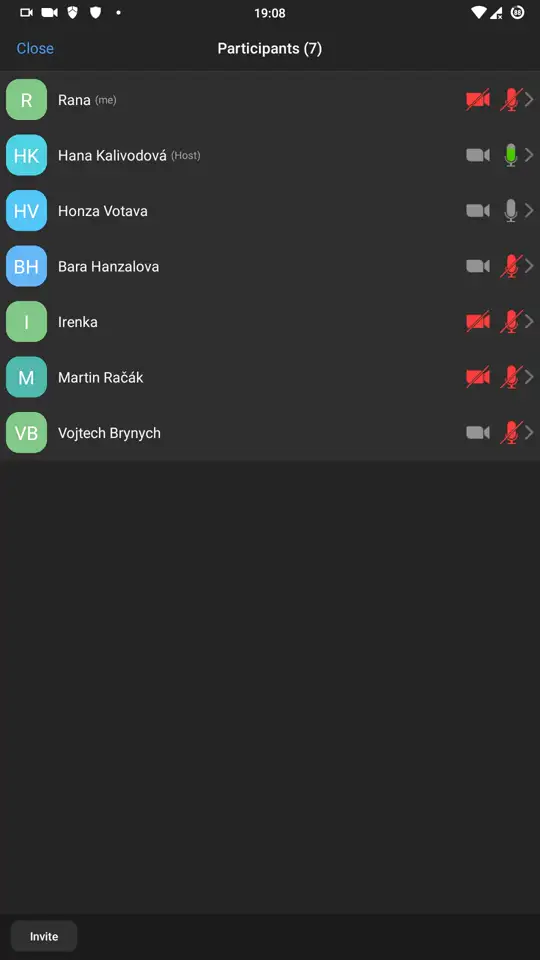 19:08
88
Close
Participants (7)
R
Rana (me)
HK
Hana Kalivodová (Host)
HV
Honza Votava
BH
Bara Hanzalova
I
Irenka
M
Martin Račák
VB
Vojtech Brynych
Invite